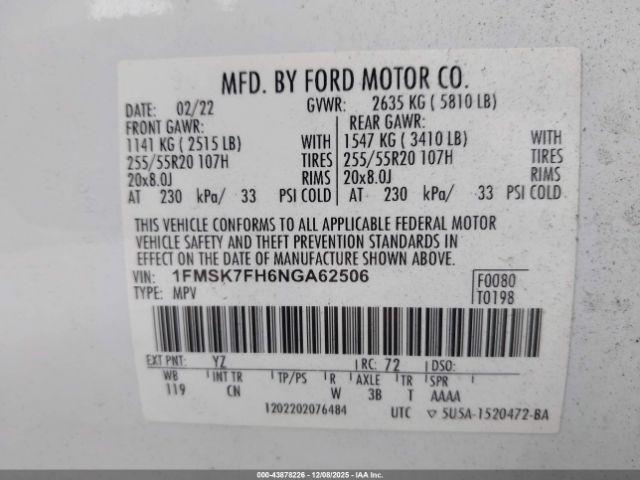 MFD. BY FORD MOTOR CO.
DATE: 02/22 GVWR: 2635 KG ( 5810 LB)
FRONT GAWR: REAR GAWR:
1141 KG ( 2515 LB) WITH 1547 KG ( 3410 LB) WITH
255/55R20 107H TIRES 255/55R20 107H TIRES
20x8.0J RIMS 20x8.0J RIMS
AT 230 kPa/ 33 PSI COLD AT 230 kPa/ 33 PSI COLD
THIS VEHICLE CONFORMS TO ALL APPLICABLE FEDERAL MOTOR
VEHICLE SAFETY AND THEFT PREVENTION STANDARDS IN
EFFECT ON THE DATE OF MANUFACTURE SHOWN ABOVE.
VIN: 1FMSK7FH6NGA62506 F0080
TYPE: MPV T0198
EXT PNT: YZ RC: 72 DSO:
WB INT TR TP/PS R AXLE TR SPR
119 CN W 3B T AAAA
1202202076484 UTC ▽ 5U5A-1520472-BA
000-43878226 - 12/08/2025 - IAAI.COM